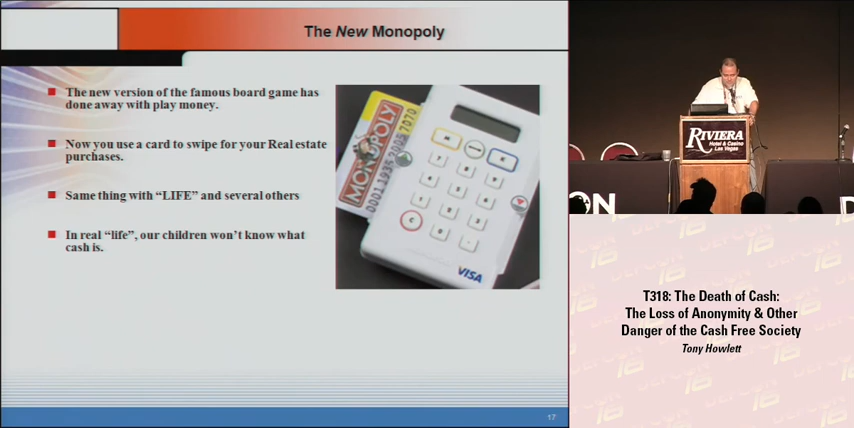 The New Monopoly
The new version of the famous board game has
done away with play money.
Now you use a card to swipe for your Real estate
purchases.
Same thing with “LIFE” and several others
In real “life”, our children won’t know what
cash is.
MONOPOLY
VISA
17
RIVIERA
Hotel & Casino
Las Vegas
ON
D
T318: The Death of Cash:
The Loss of Anonymity & Other
Danger of the Cash Free Society
Tony Howlett